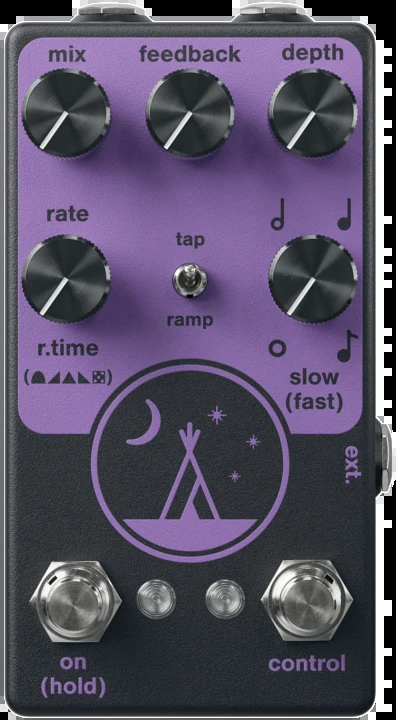 mix feedback depth
rate
tap
ramp
r.time
slow
(fast)
ext.
on
(hold)
control